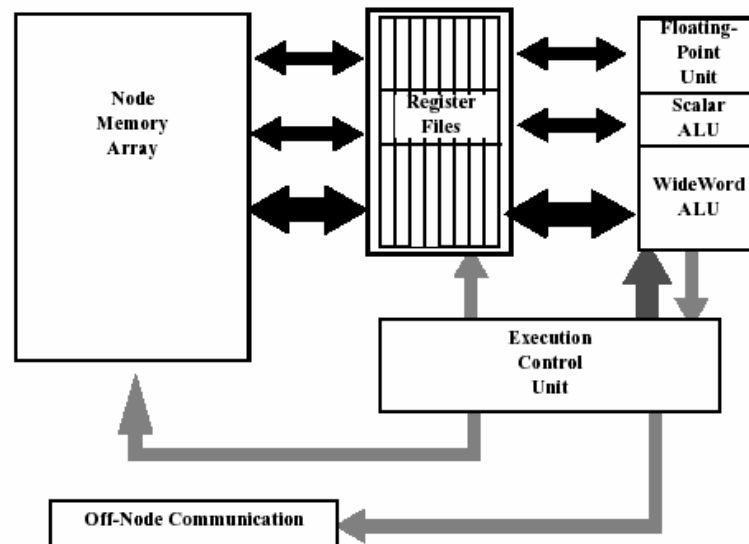 Node
Memory
Array
Register
Files
Floating-
Point
Unit
Scalar
ALU
WideWord
ALU
Execution
Control
Unit
Off-Node Communication